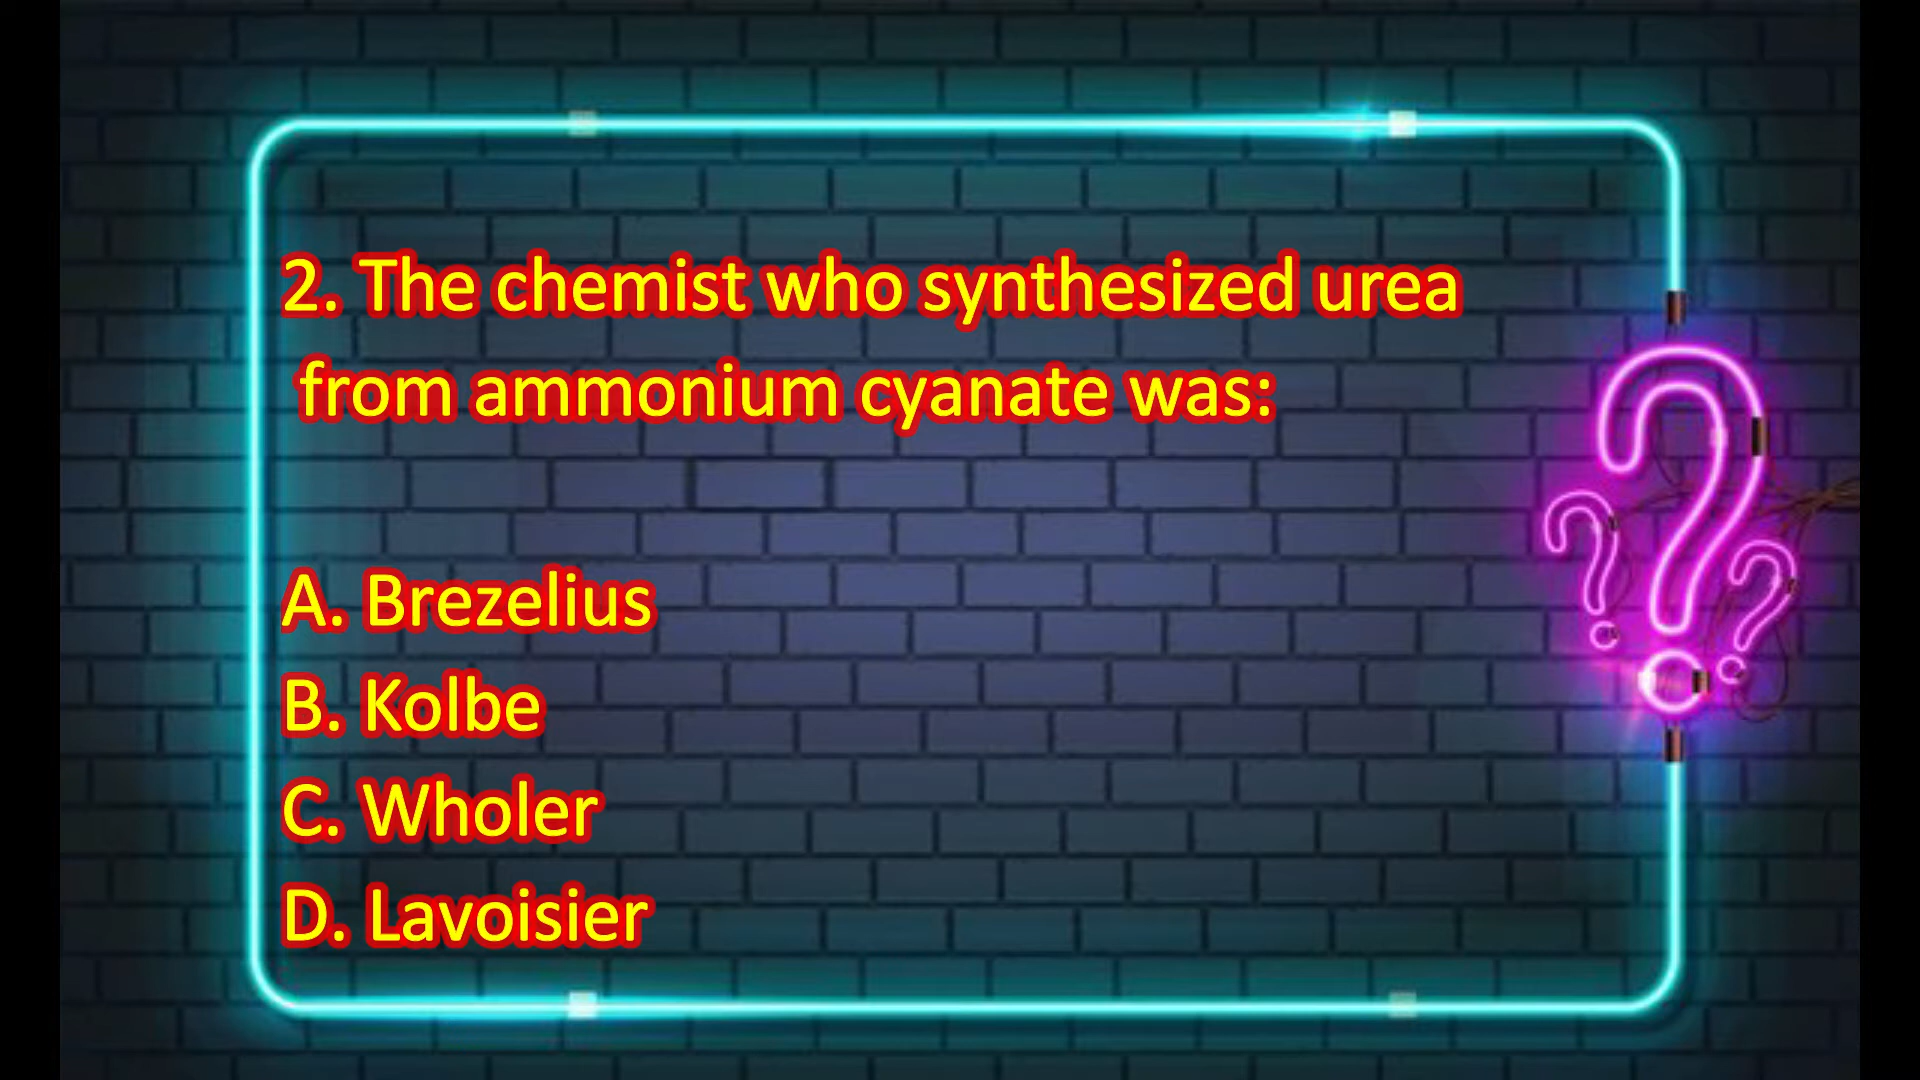 2. The chemist who synthesized urea
from ammonium cyanate was:
A. Brezelius
B. Kolbe
C. Wholer
D. Lavoisier